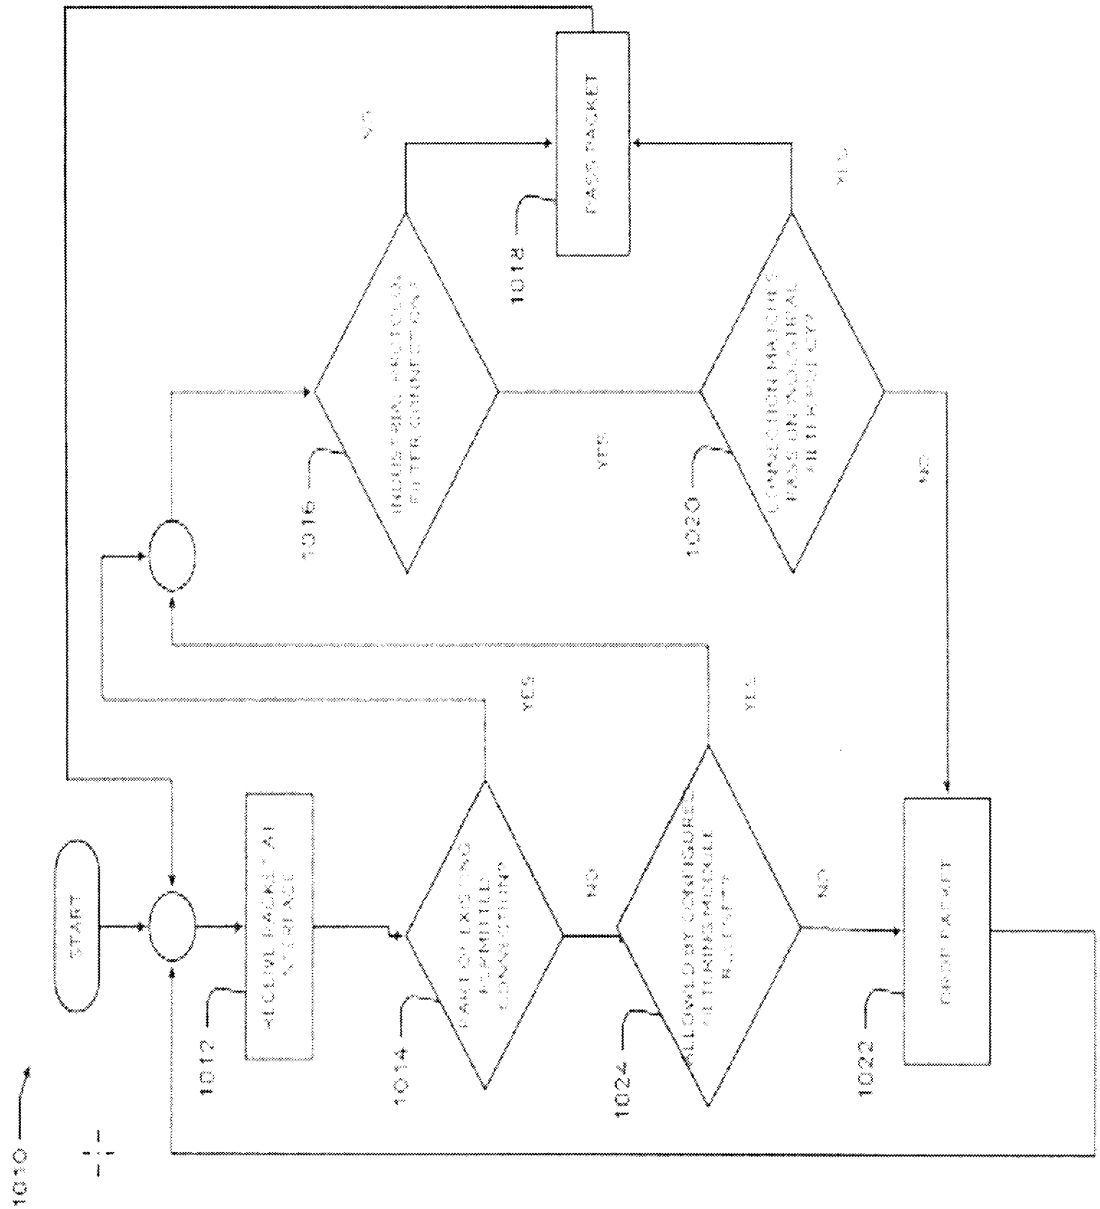 1010
START
1012
RECEIVE PACKET AT
INTERFACE
1014
PART OF EXISTING
PERMITTED
CONNECTION?
YES
NO
1024
ALLOWED BY CONFIGURED
FILTERING MODULE
RULESET?
YES
NO
1022
DROP PACKET
1016
INDUSTRIAL PROTOCOL
FILTER CONNECTION?
NO
YES
1018
PASS PACKET
1020
CONNECTION MATCHES
PASS ON INDUSTRIAL
FILTER POLICY?
YES
NO